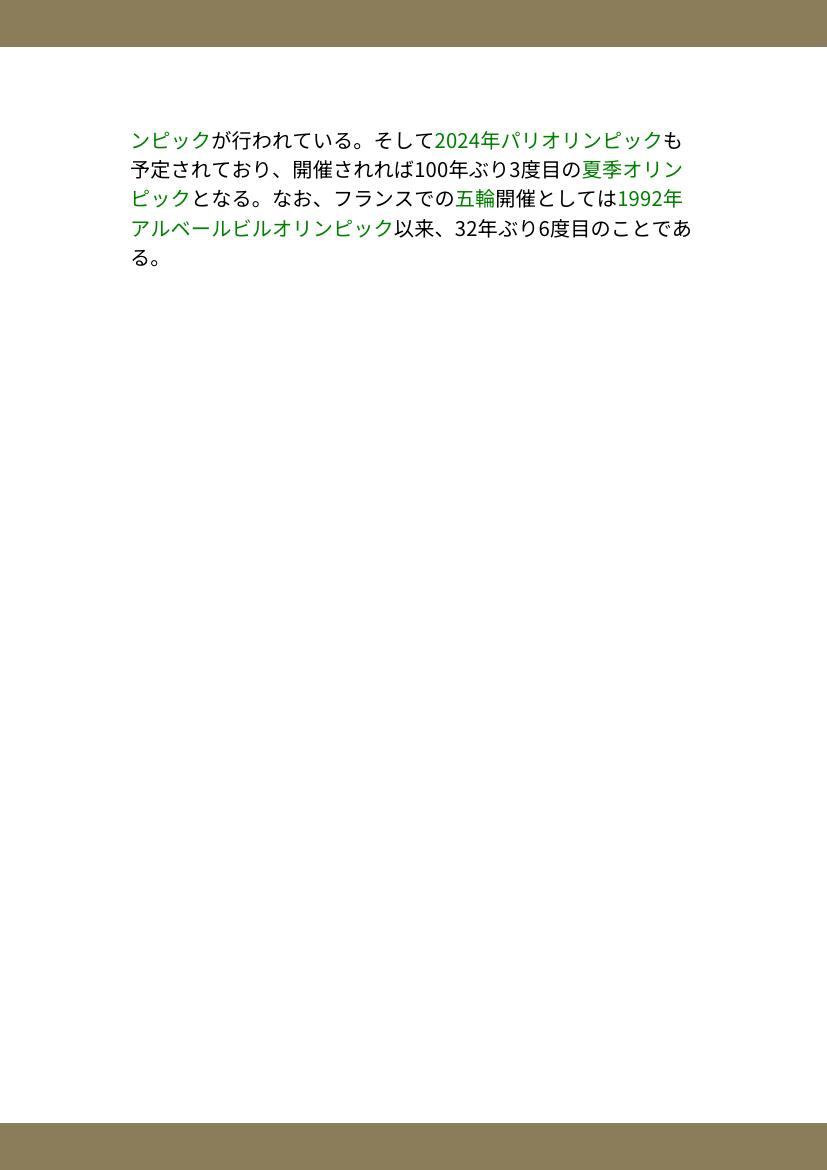 ンピックが行われている。そして2024年パリオリンピックも
予定されており、開催されれば100年ぶり3度目の夏季オリン
ピックとなる。なお、フランスでの五輪開催としては1992年
アルベールビルオリンピック以来、32年ぶり6度目のことであ
る。